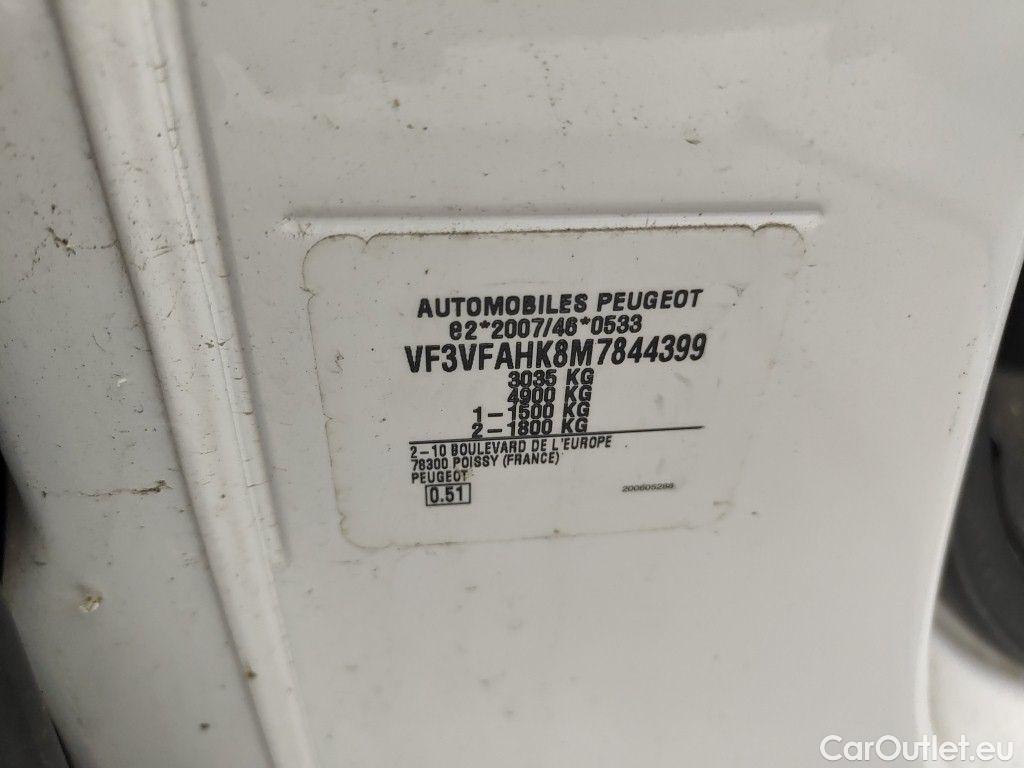 AUTOMOBILES PEUGEOT
e2*2007/46*0533
VF3VFAHK8M7844399
3035 KG
4900 KG
1-1500 KG
2-1800 KG
2-10 BOULEVARD DE L'EUROPE
78300 POISSY (FRANCE)
PEUGEOT
0.51
200605288
CarOutlet.eu